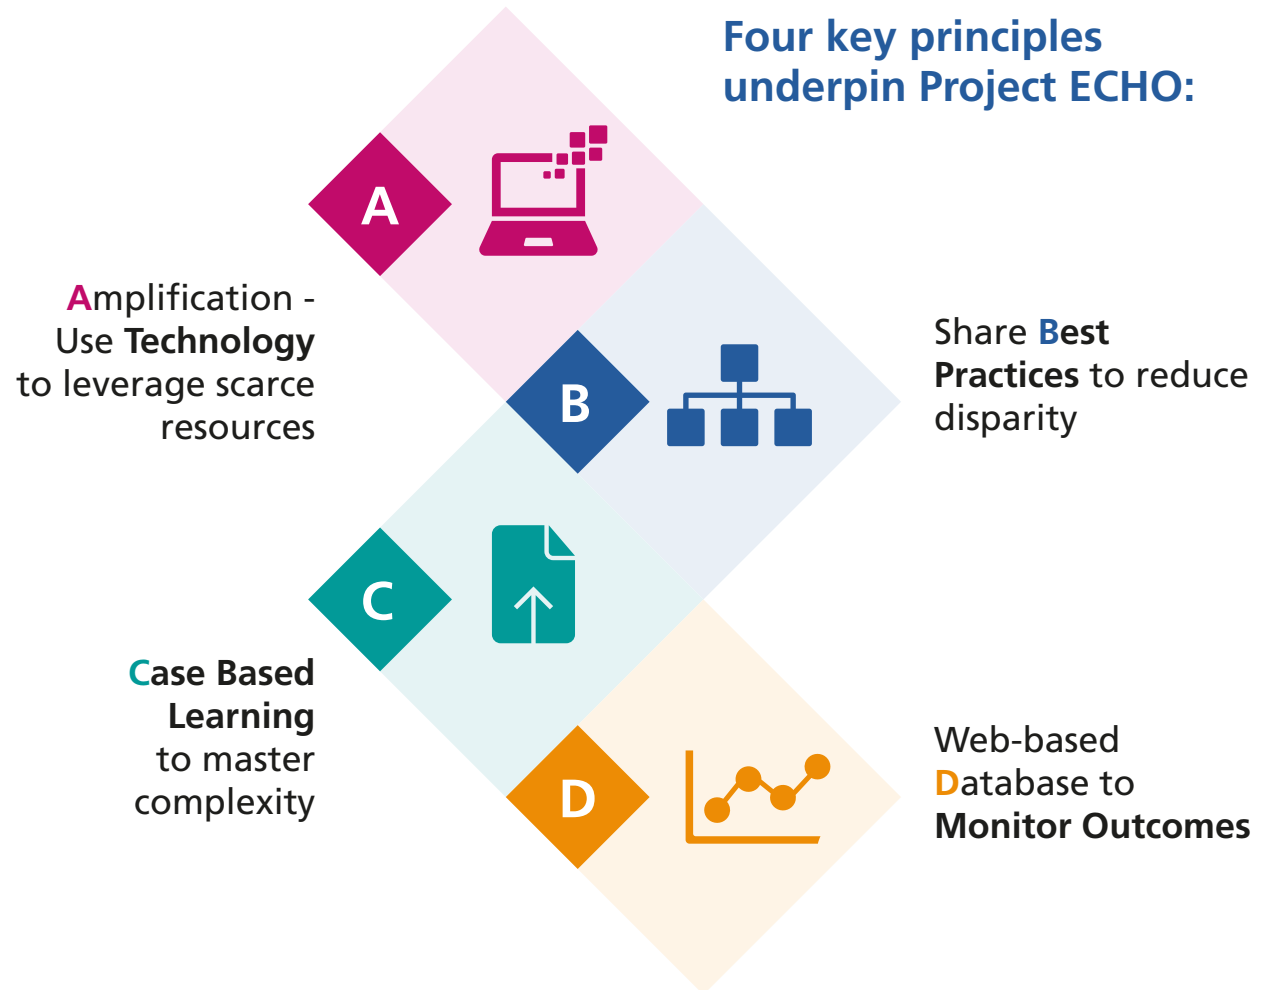 Four key principles
underpin Project ECHO:
A
Amplification -
Use Technology
to leverage scarce
resources
B
Share Best
Practices to reduce
disparity
C
Case Based
Learning
to master
complexity
D
Web-based
Database to
Monitor Outcomes